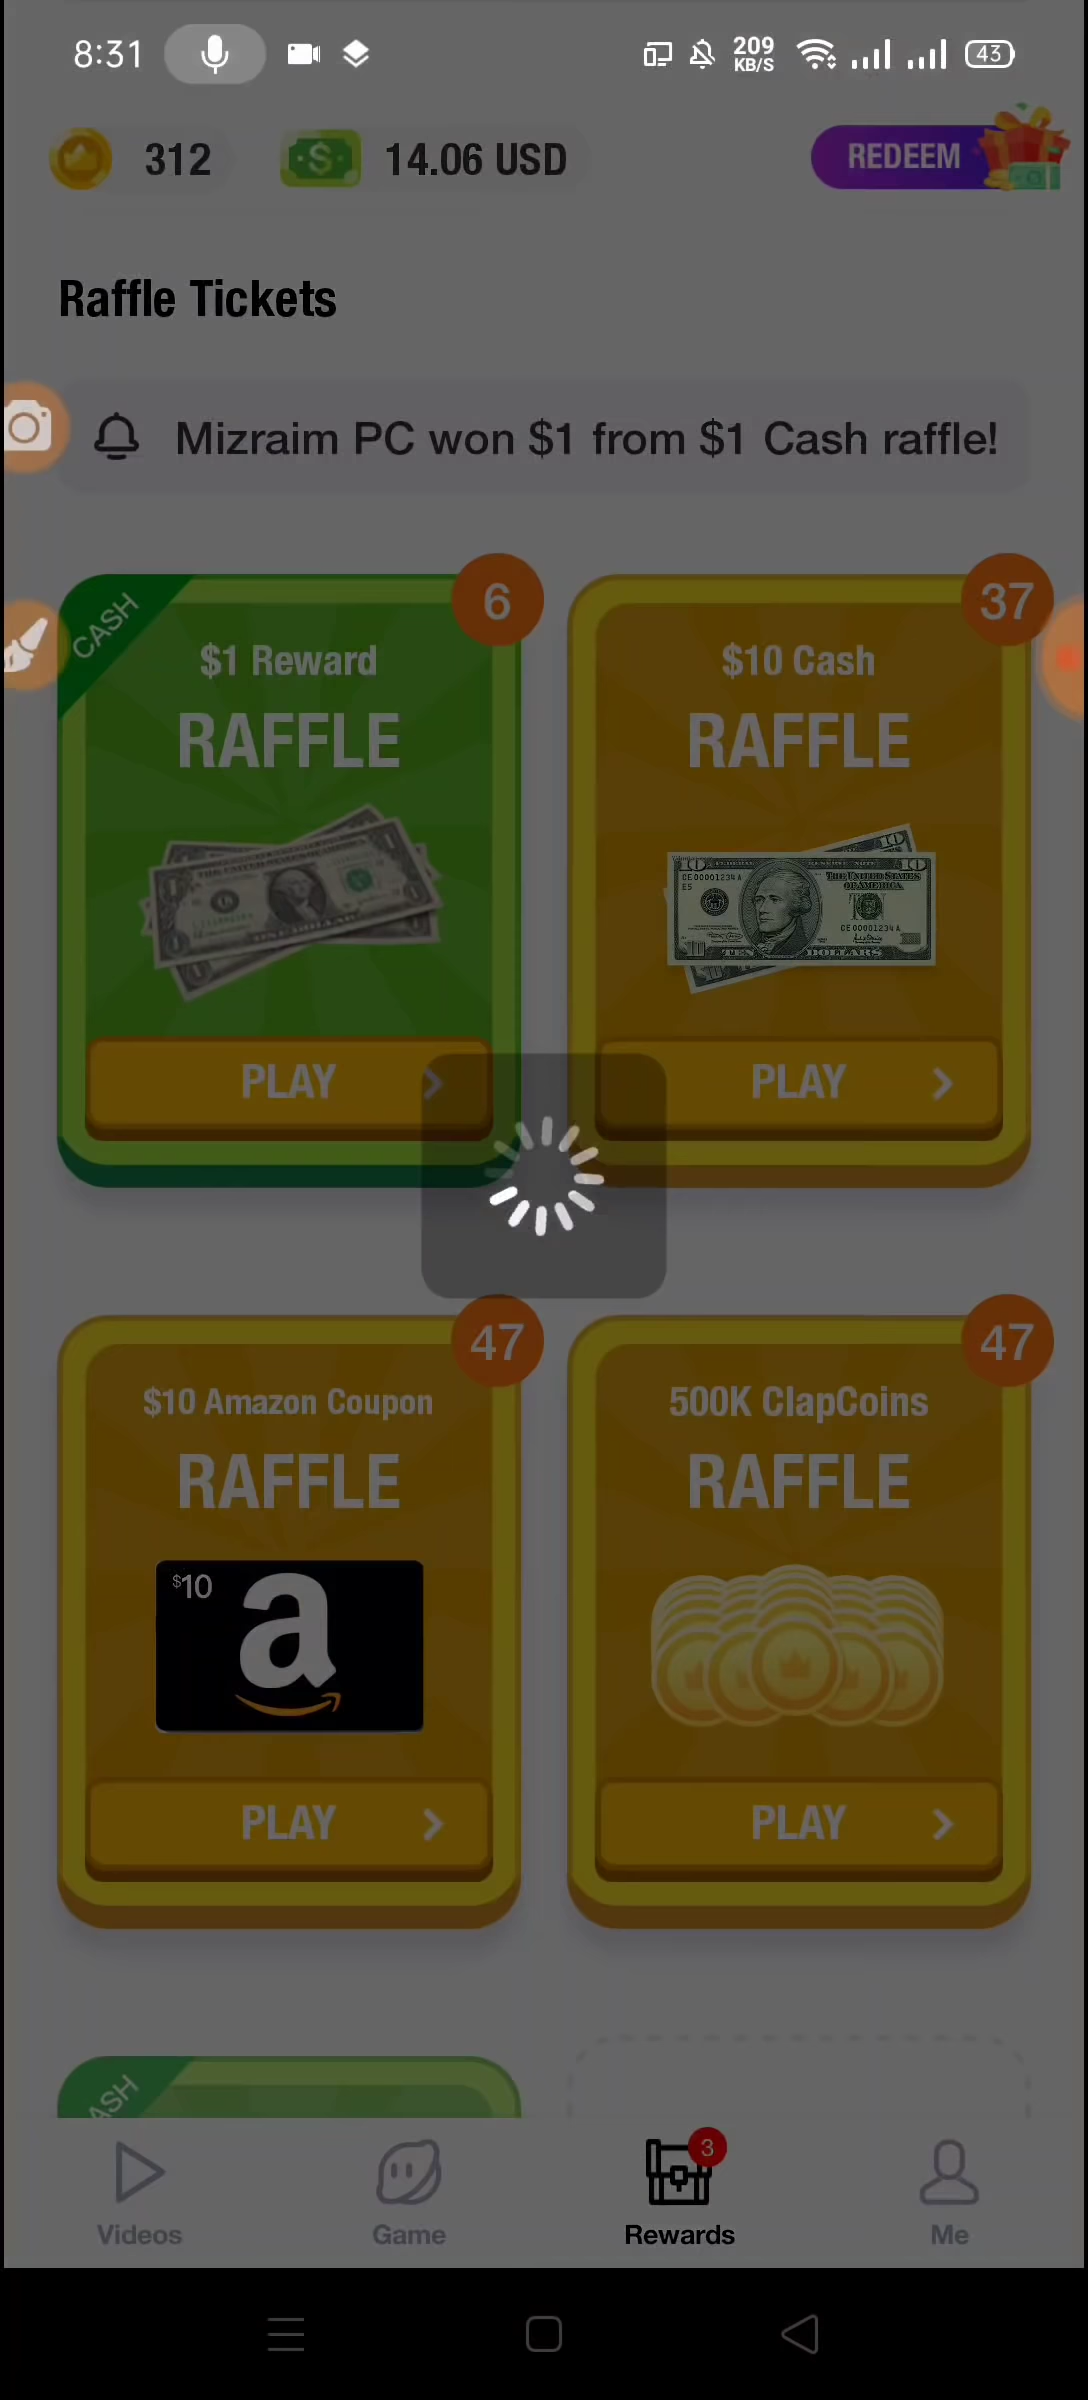 8:31
209
KB/S
43
312
14.06 USD
REDEEM
Raffle Tickets
Mizraim PC won $1 from $1 Cash raffle!
CASH
6
$1 Reward
RAFFLE
PLAY
37
$10 Cash
RAFFLE
PLAY
47
$10 Amazon Coupon
RAFFLE
$10
a
PLAY
47
500K ClapCoins
RAFFLE
PLAY
ASH
Videos
Game
3
Rewards
Me